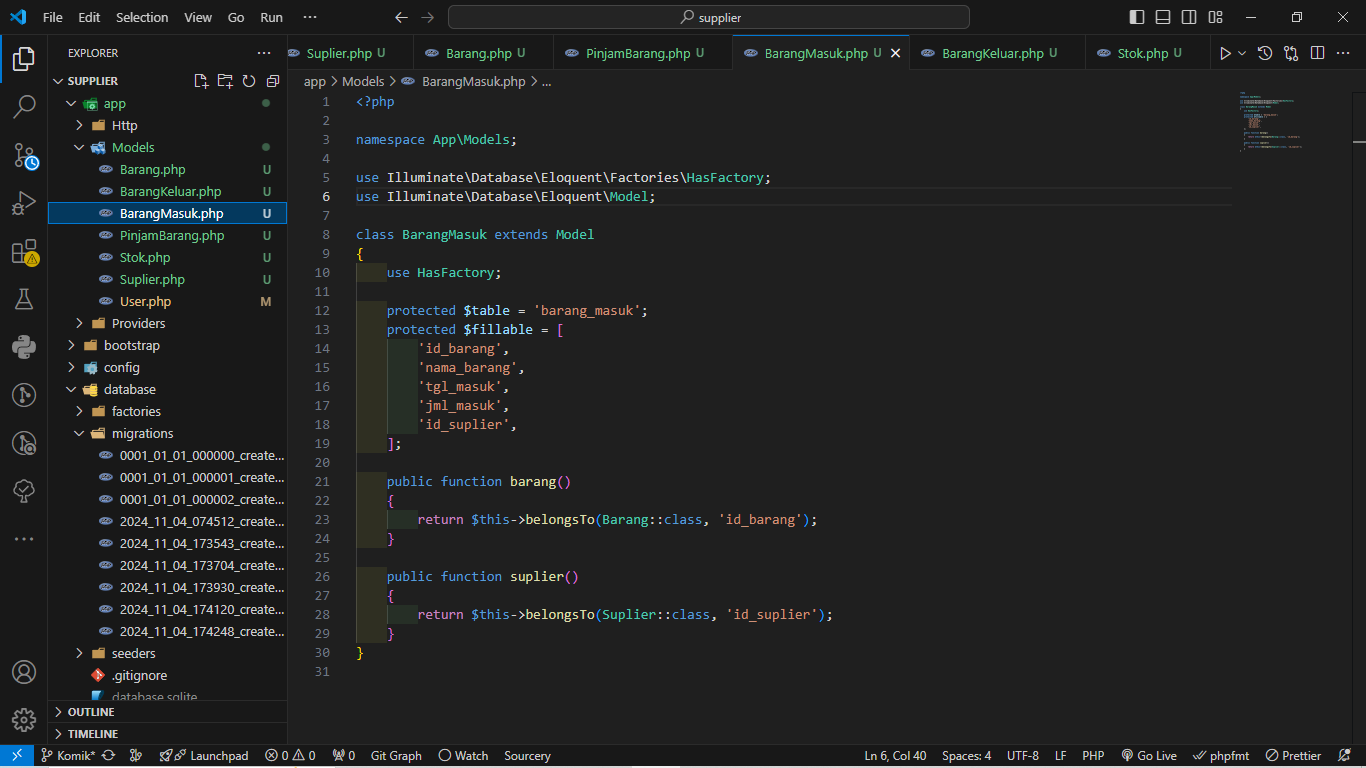 File Edit Selection View Go Run ··· supplier
EXPLORER ···
Suplier.php U Barang.php U PinjamBarang.php U BarangMasuk.php U BarangKeluar.php U Stok.php U
SUPPLIER
app > Models > BarangMasuk.php > ...
app
Http
Models
Barang.php U
BarangKeluar.php U
BarangMasuk.php U
PinjamBarang.php U
Stok.php U
Suplier.php U
User.php M
Providers
bootstrap
config
database
factories
migrations
0001_01_01_000000_create...
0001_01_01_000001_create...
0001_01_01_000002_create...
2024_11_04_074512_create...
2024_11_04_173543_create...
2024_11_04_173704_create...
2024_11_04_173930_create...
2024_11_04_174120_create...
2024_11_04_174248_create...
seeders
.gitignore
database.sqlite
OUTLINE
TIMELINE
1 <?php
2
3 namespace App\Models;
4
5 use Illuminate\Database\Eloquent\Factories\HasFactory;
6 use Illuminate\Database\Eloquent\Model;
7
8 class BarangMasuk extends Model
9 {
10 use HasFactory;
11
12 protected $table = 'barang_masuk';
13 protected $fillable = [
14 'id_barang',
15 'nama_barang',
16 'tgl_masuk',
17 'jml_masuk',
18 'id_suplier',
19 ];
20
21 public function barang()
22 {
23 return $this->belongsTo(Barang::class, 'id_barang');
24 }
25
26 public function suplier()
27 {
28 return $this->belongsTo(Suplier::class, 'id_suplier');
29 }
30 }
31
Komik* Launchpad 0 0 0 Git Graph Watch Sourcery Ln 6, Col 40 Spaces: 4 UTF-8 LF PHP Go Live phpfmt Prettier